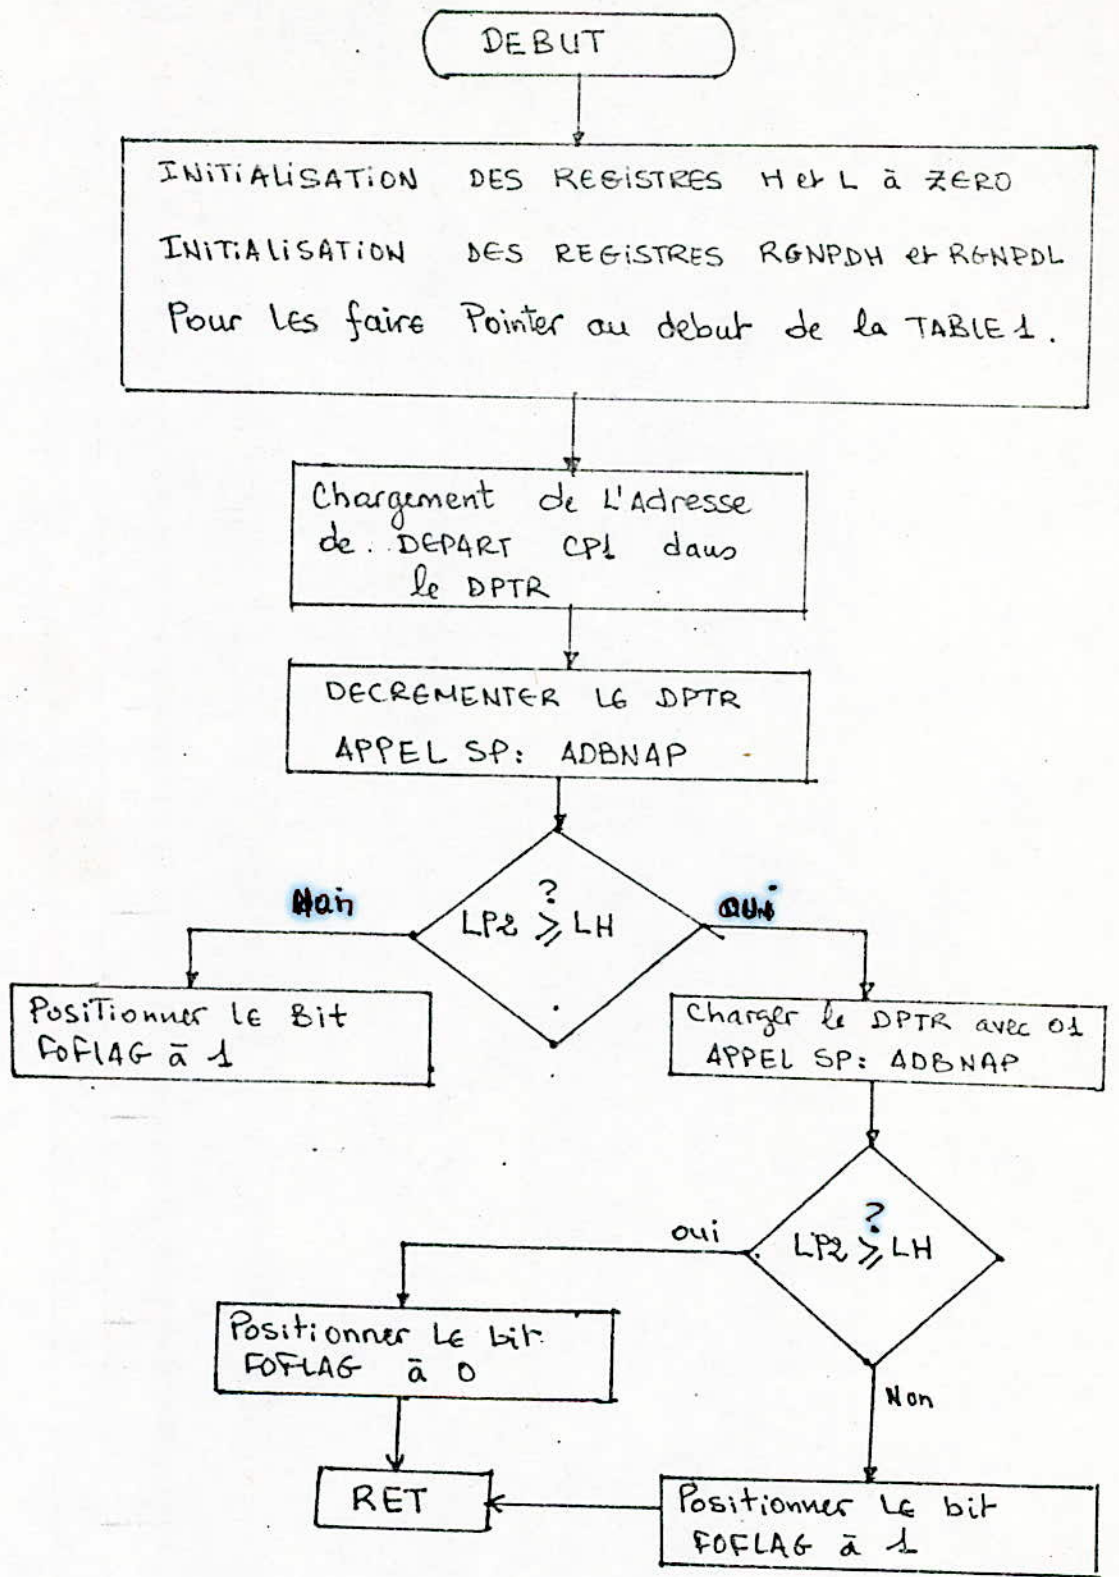 DEBUT
INITIALISATION DES REGISTRES H et L à ZERO
INITIALISATION DES REGISTRES RGNPDH et RGNPDL
Pour Les faire Pointer au debut de la TABLE 1.
Chargement de L'Adresse
de DEPART CP1 dans
le DPTR
DECREMENTER LE DPTR
APPEL SP: ADBNAP
Non
LP2 ⩾ LH
?
oui
Positionner LE Bit
FOFLAG à 1
Charger le DPTR avec 01
APPEL SP: ADBNAP
oui
?
LP2 ⩾ LH
Positionner LE bit
FOFLAG à 0
Non
RET
Positionner LE bit
FOFLAG à 1